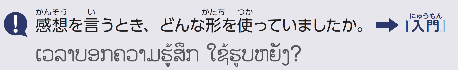 感想を言うとき、どんな形を使っていましたか。 ➡ 入門
ເວລາບອກຄວາມຮູ້ສຶກ ໃຊ້ຮູບຫຍັງ?